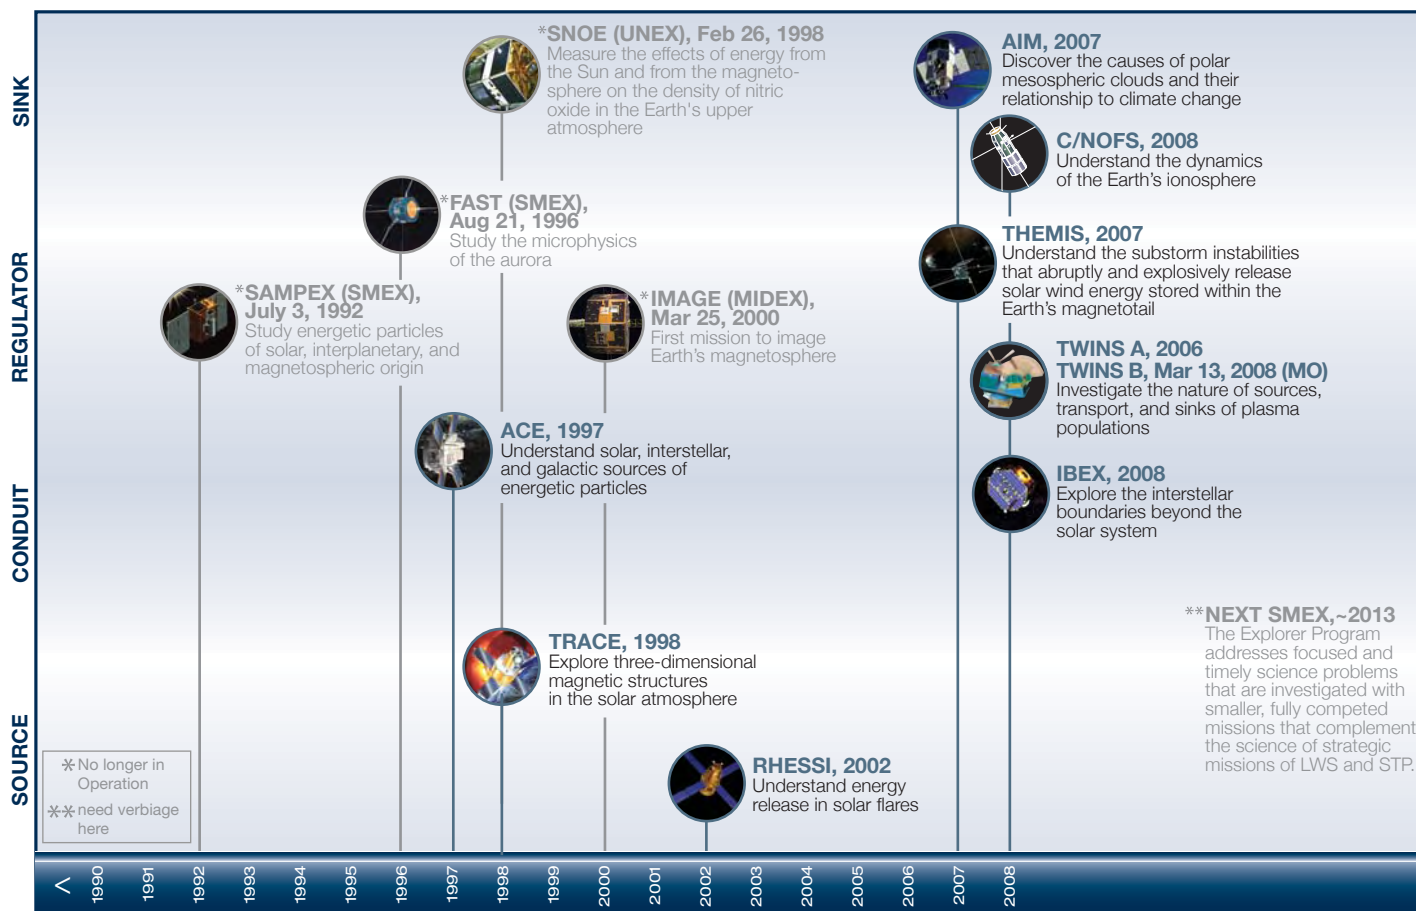 SINK
REGULATOR
CONDUIT
SOURCE
*SNOE (UNEX), Feb 26, 1998
Measure the effects of energy from
the Sun and from the magneto-
sphere on the density of nitric
oxide in the Earth's upper
atmosphere
AIM, 2007
Discover the causes of polar
mesospheric clouds and their
relationship to climate change
C/NOFS, 2008
Understand the dynamics
of the Earth’s ionosphere
*FAST (SMEX),
Aug 21, 1996
Study the microphysics
of the aurora
THEMIS, 2007
Understand the substorm instabilities
that abruptly and explosively release
solar wind energy stored within the
Earth’s magnetotail
*SAMPEX (SMEX),
July 3, 1992
Study energetic particles
of solar, interplanetary, and
magnetospheric origin
*IMAGE (MIDEX),
Mar 25, 2000
First mission to image
Earth’s magnetosphere
TWINS A, 2006
TWINS B, Mar 13, 2008 (MO)
Investigate the nature of sources,
transport, and sinks of plasma
populations
ACE, 1997
Understand solar, interstellar,
and galactic sources of
energetic particles
IBEX, 2008
Explore the interstellar
boundaries beyond the
solar system
**NEXT SMEX,~2013
The Explorer Program
addresses focused and
timely science problems
that are investigated with
smaller, fully competed
missions that complement
the science of strategic
missions of LWS and STP.
TRACE, 1998
Explore three-dimensional
magnetic structures
in the solar atmosphere
RHESSI, 2002
Understand energy
release in solar flares
* No longer in
Operation
** need verbiage
here
<
1990
1991
1992
1993
1994
1995
1996
1997
1998
1999
2000
2001
2002
2003
2004
2005
2006
2007
2008